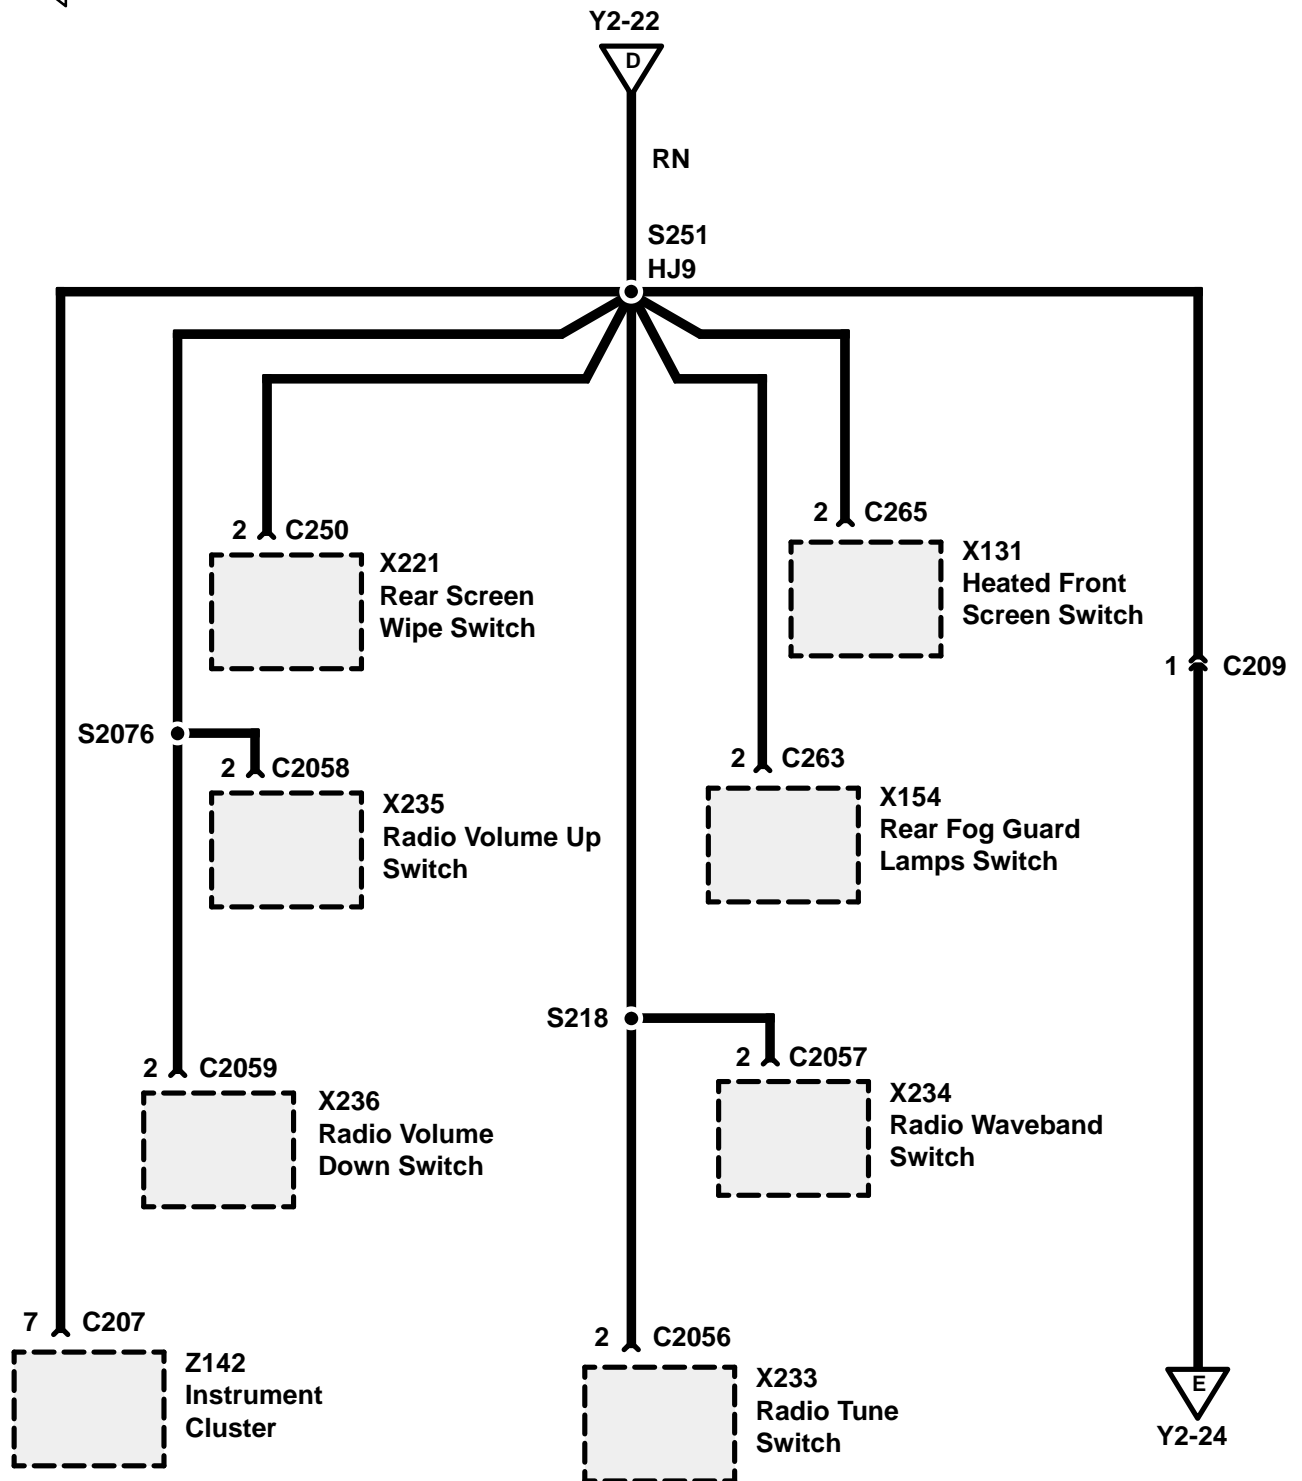 Y2-22
D
RN
S251
HJ9
2 C250
X221
Rear Screen
Wipe Switch
2 C265
X131
Heated Front
Screen Switch
1 C209
S2076
2 C2058
X235
Radio Volume Up
Switch
2 C263
X154
Rear Fog Guard
Lamps Switch
S218
2 C2059
X236
Radio Volume
Down Switch
2 C2057
X234
Radio Waveband
Switch
7 C207
Z142
Instrument
Cluster
2 C2056
X233
Radio Tune
Switch
E
Y2-24